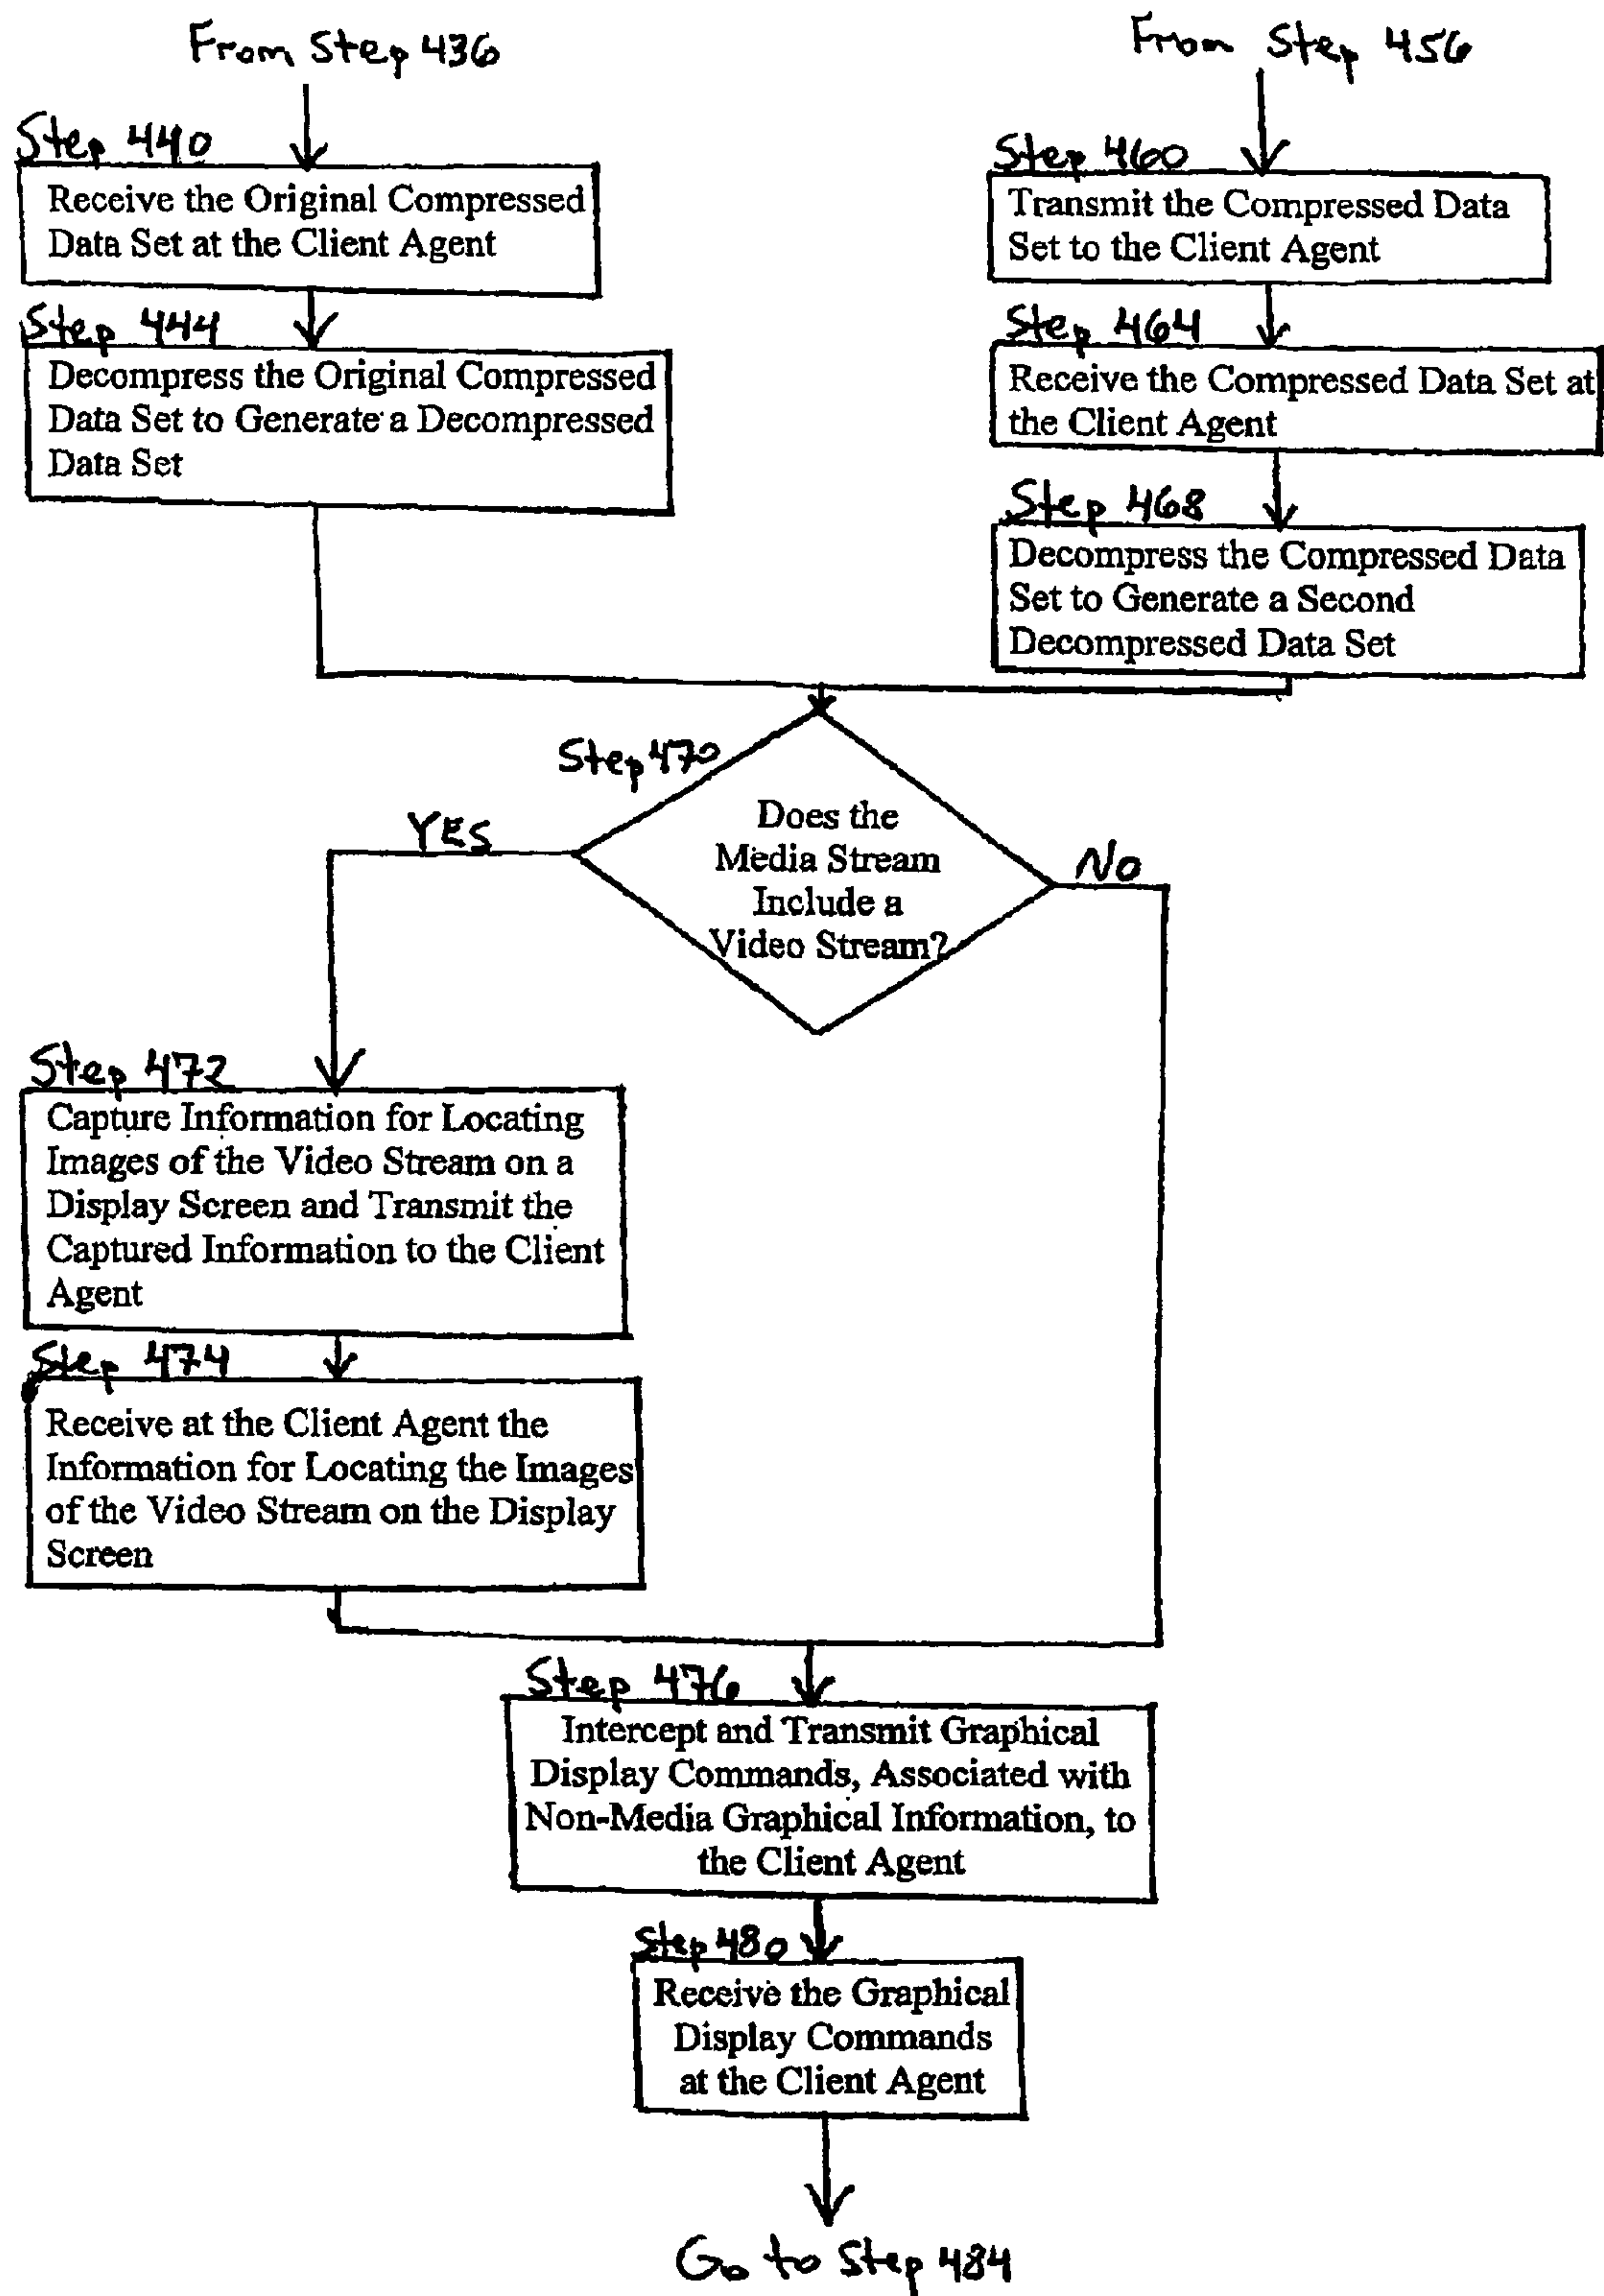 From Step 436
Step 440
Receive the Original Compressed
Data Set at the Client Agent
Step 444
Decompress the Original Compressed
Data Set to Generate a Decompressed
Data Set
From Step 456
Step 460
Transmit the Compressed Data
Set to the Client Agent
Step 464
Receive the Compressed Data Set at
the Client Agent
Step 468
Decompress the Compressed Data
Set to Generate a Second
Decompressed Data Set
Step 470
Does the
Media Stream
Include a
Video Stream?
YES
No
Step 472
Capture Information for Locating
Images of the Video Stream on a
Display Screen and Transmit the
Captured Information to the Client
Agent
Step 474
Receive at the Client Agent the
Information for Locating the Images
of the Video Stream on the Display
Screen
Step 476
Intercept and Transmit Graphical
Display Commands, Associated with
Non-Media Graphical Information, to
the Client Agent
Step 480
Receive the Graphical
Display Commands
at the Client Agent
Go to Step 484